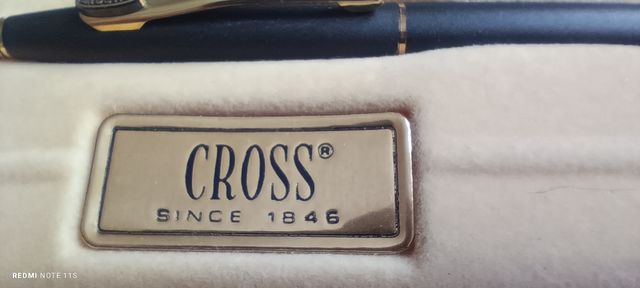 CROSS®
SINCE 1846
REDMI NOTE 11S